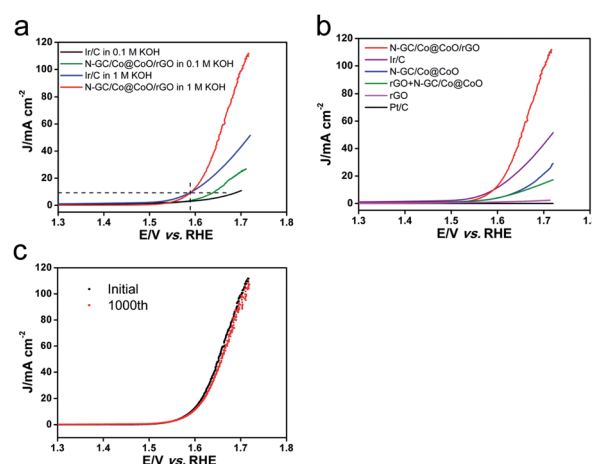 a
Ir/C in 0.1 M KOH
N-GC/Co@CoO/rGO in 0.1 M KOH
Ir/C in 1 M KOH
N-GC/Co@CoO/rGO in 1 M KOH
J/mA cm-2
120
100
80
60
40
20
0
1.3 1.4 1.5 1.6 1.7 1.8
E/V vs. RHE
b
N-GC/Co@CoO/rGO
Ir/C
N-GC/Co@CoO
rGO+N-GC/Co@CoO
rGO
Pt/C
J/mA cm-2
120
100
80
60
40
20
0
1.3 1.4 1.5 1.6 1.7 1.8
E/V vs. RHE
c
Initial
1000th
J/mA cm-2
120
100
80
60
40
20
0
1.3 1.4 1.5 1.6 1.7 1.8
E/V vs. RHE